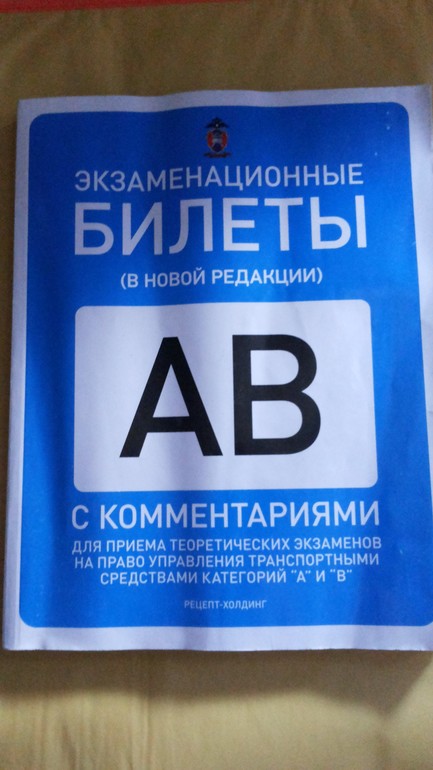 ЭКЗАМЕНАЦИОННЫЕ
БИЛЕТЫ
(В НОВОЙ РЕДАКЦИИ)
АВ
С КОММЕНТАРИЯМИ
ДЛЯ ПРИЕМА ТЕОРЕТИЧЕСКИХ ЭКЗАМЕНОВ
НА ПРАВО УПРАВЛЕНИЯ ТРАНСПОРТНЫМИ
СРЕДСТВАМИ КАТЕГОРИЙ "А" И "В"
РЕЦЕПТ-ХОЛДИНГ